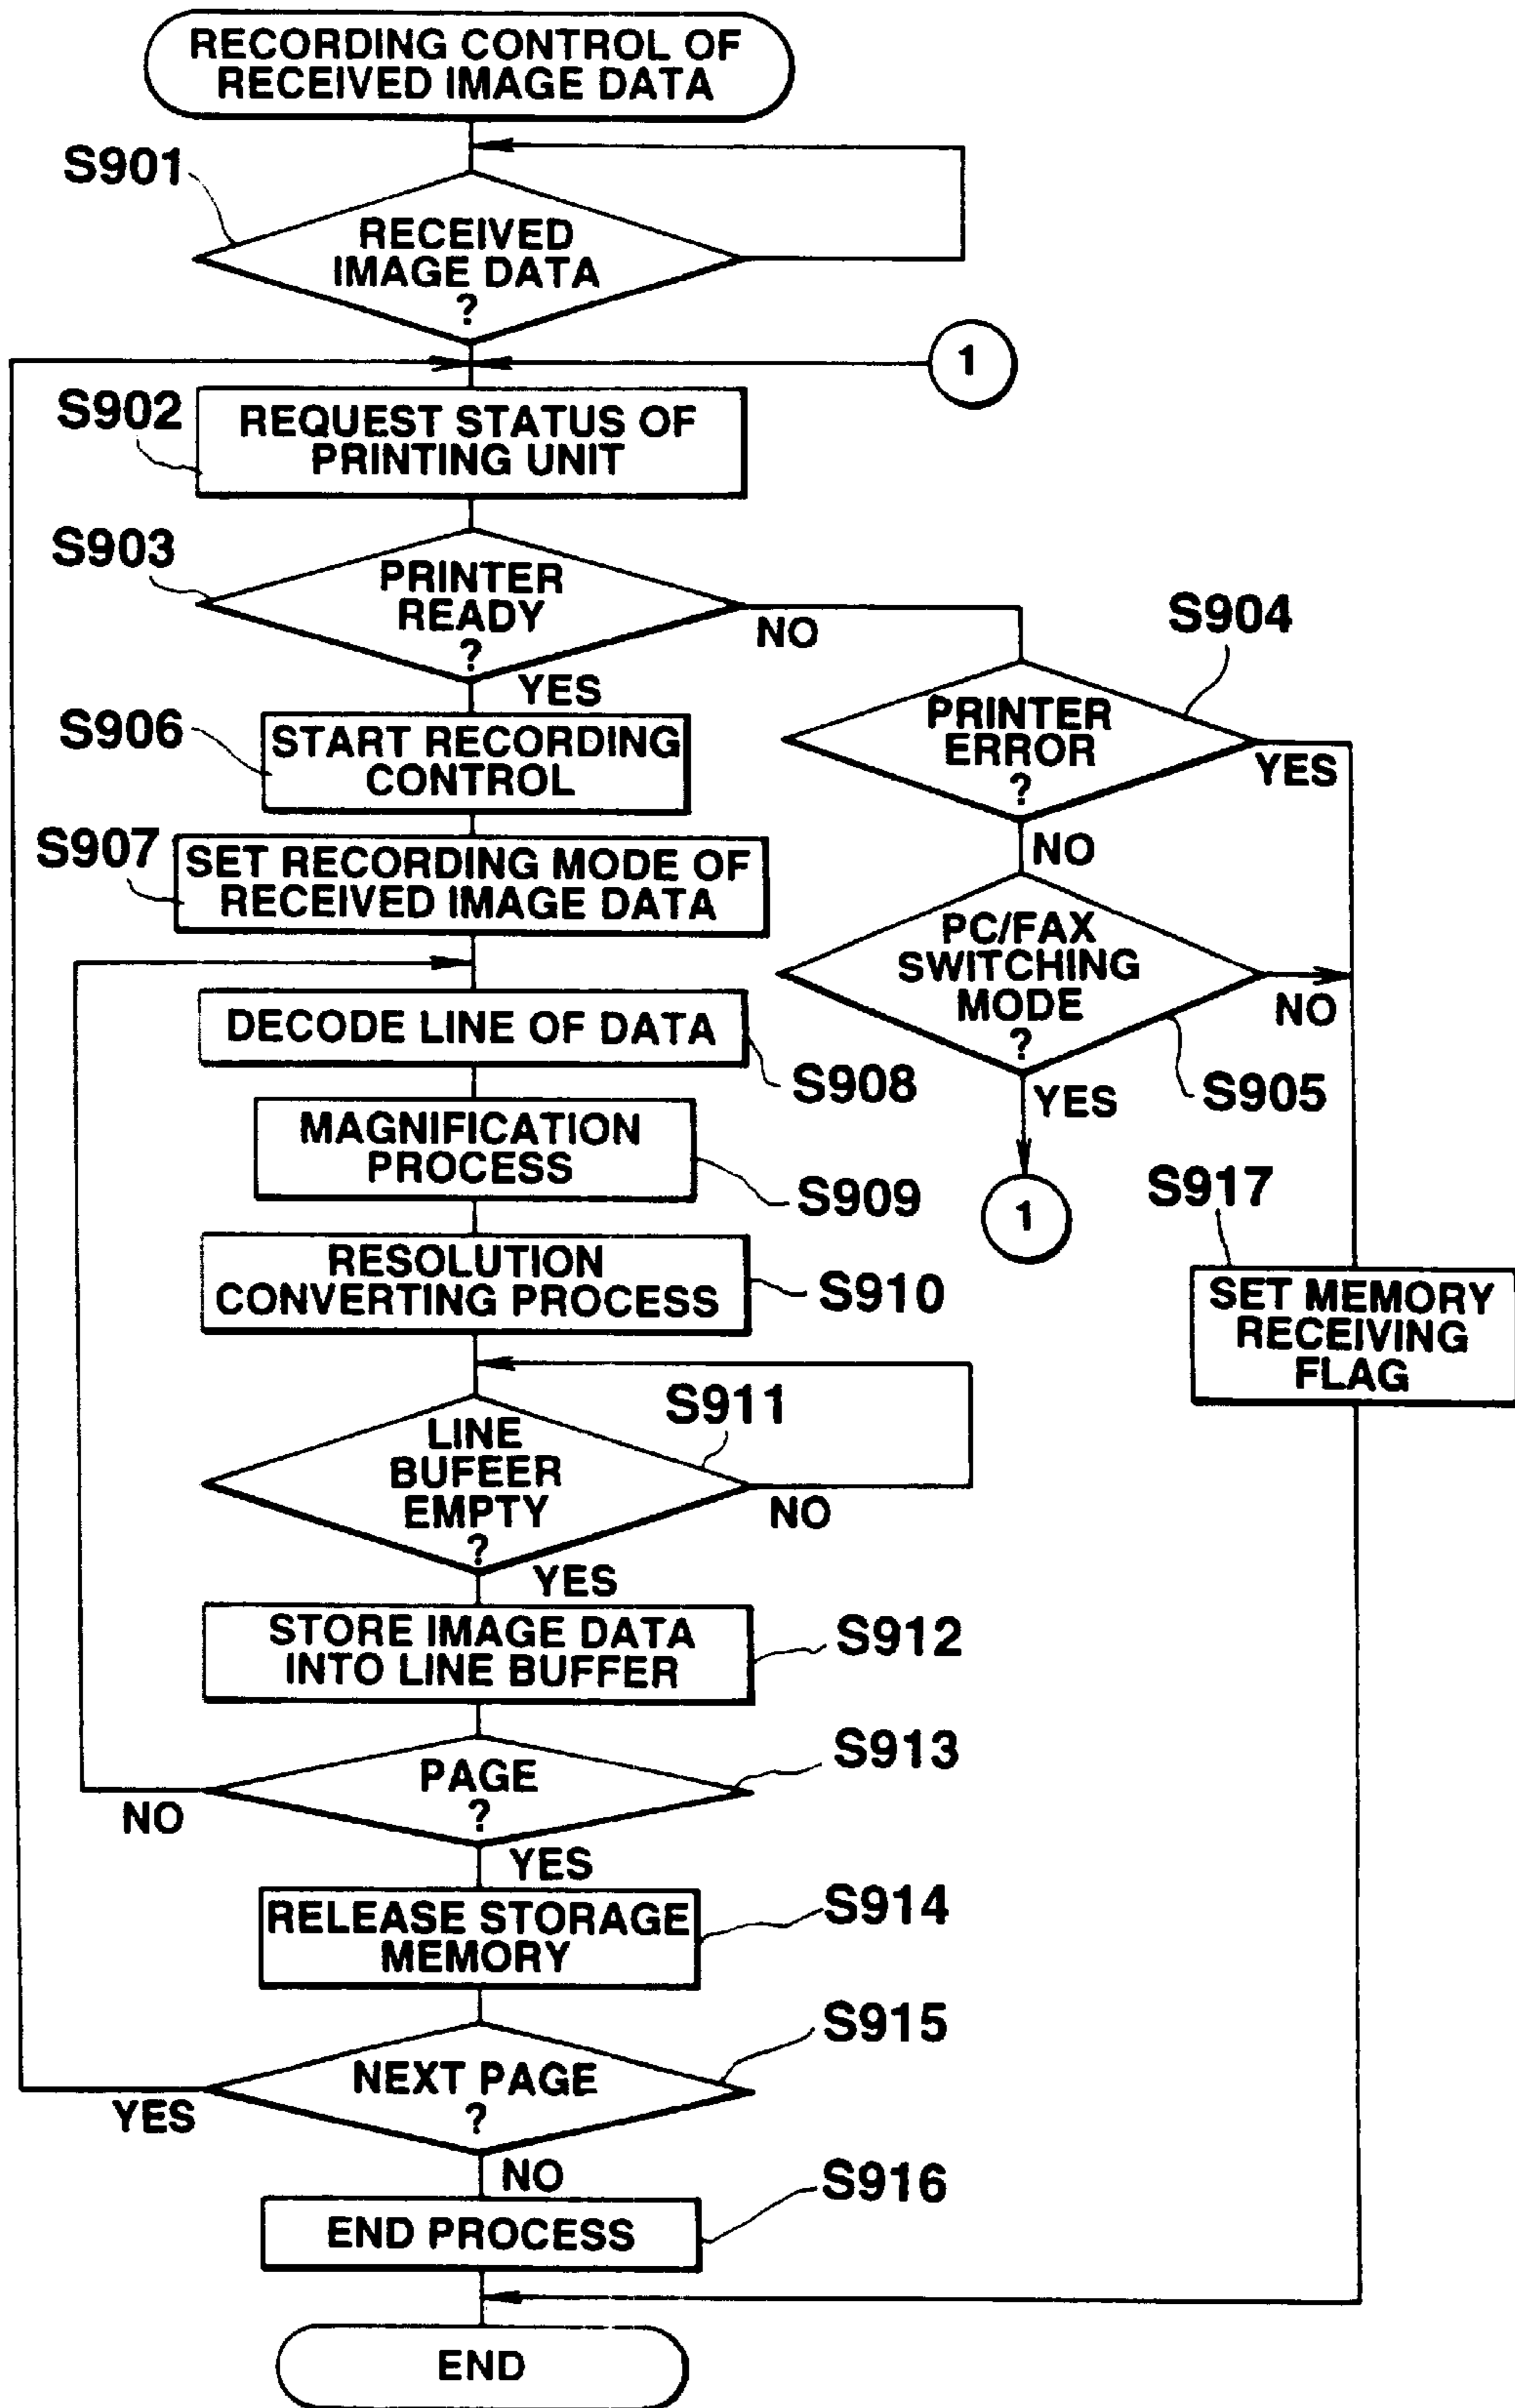 RECORDING CONTROL OF
RECEIVED IMAGE DATA
S901
RECEIVED
IMAGE DATA
?
1
S902
REQUEST STATUS OF
PRINTING UNIT
S903
PRINTER
READY
?
NO
YES
S904
PRINTER
ERROR
?
YES
NO
S906
START RECORDING
CONTROL
S907
SET RECORDING MODE OF
RECEIVED IMAGE DATA
PC/FAX
SWITCHING
MODE
?
NO
YES
S905
1
DECODE LINE OF DATA
S908
MAGNIFICATION
PROCESS
S909
S917
SET MEMORY
RECEIVING
FLAG
RESOLUTION
CONVERTING PROCESS
S910
S911
LINE
BUFEER
EMPTY
?
NO
YES
STORE IMAGE DATA
INTO LINE BUFFER
S912
PAGE
?
S913
NO
YES
RELEASE STORAGE
MEMORY
S914
NEXT PAGE
?
S915
YES
NO
END PROCESS
S916
END